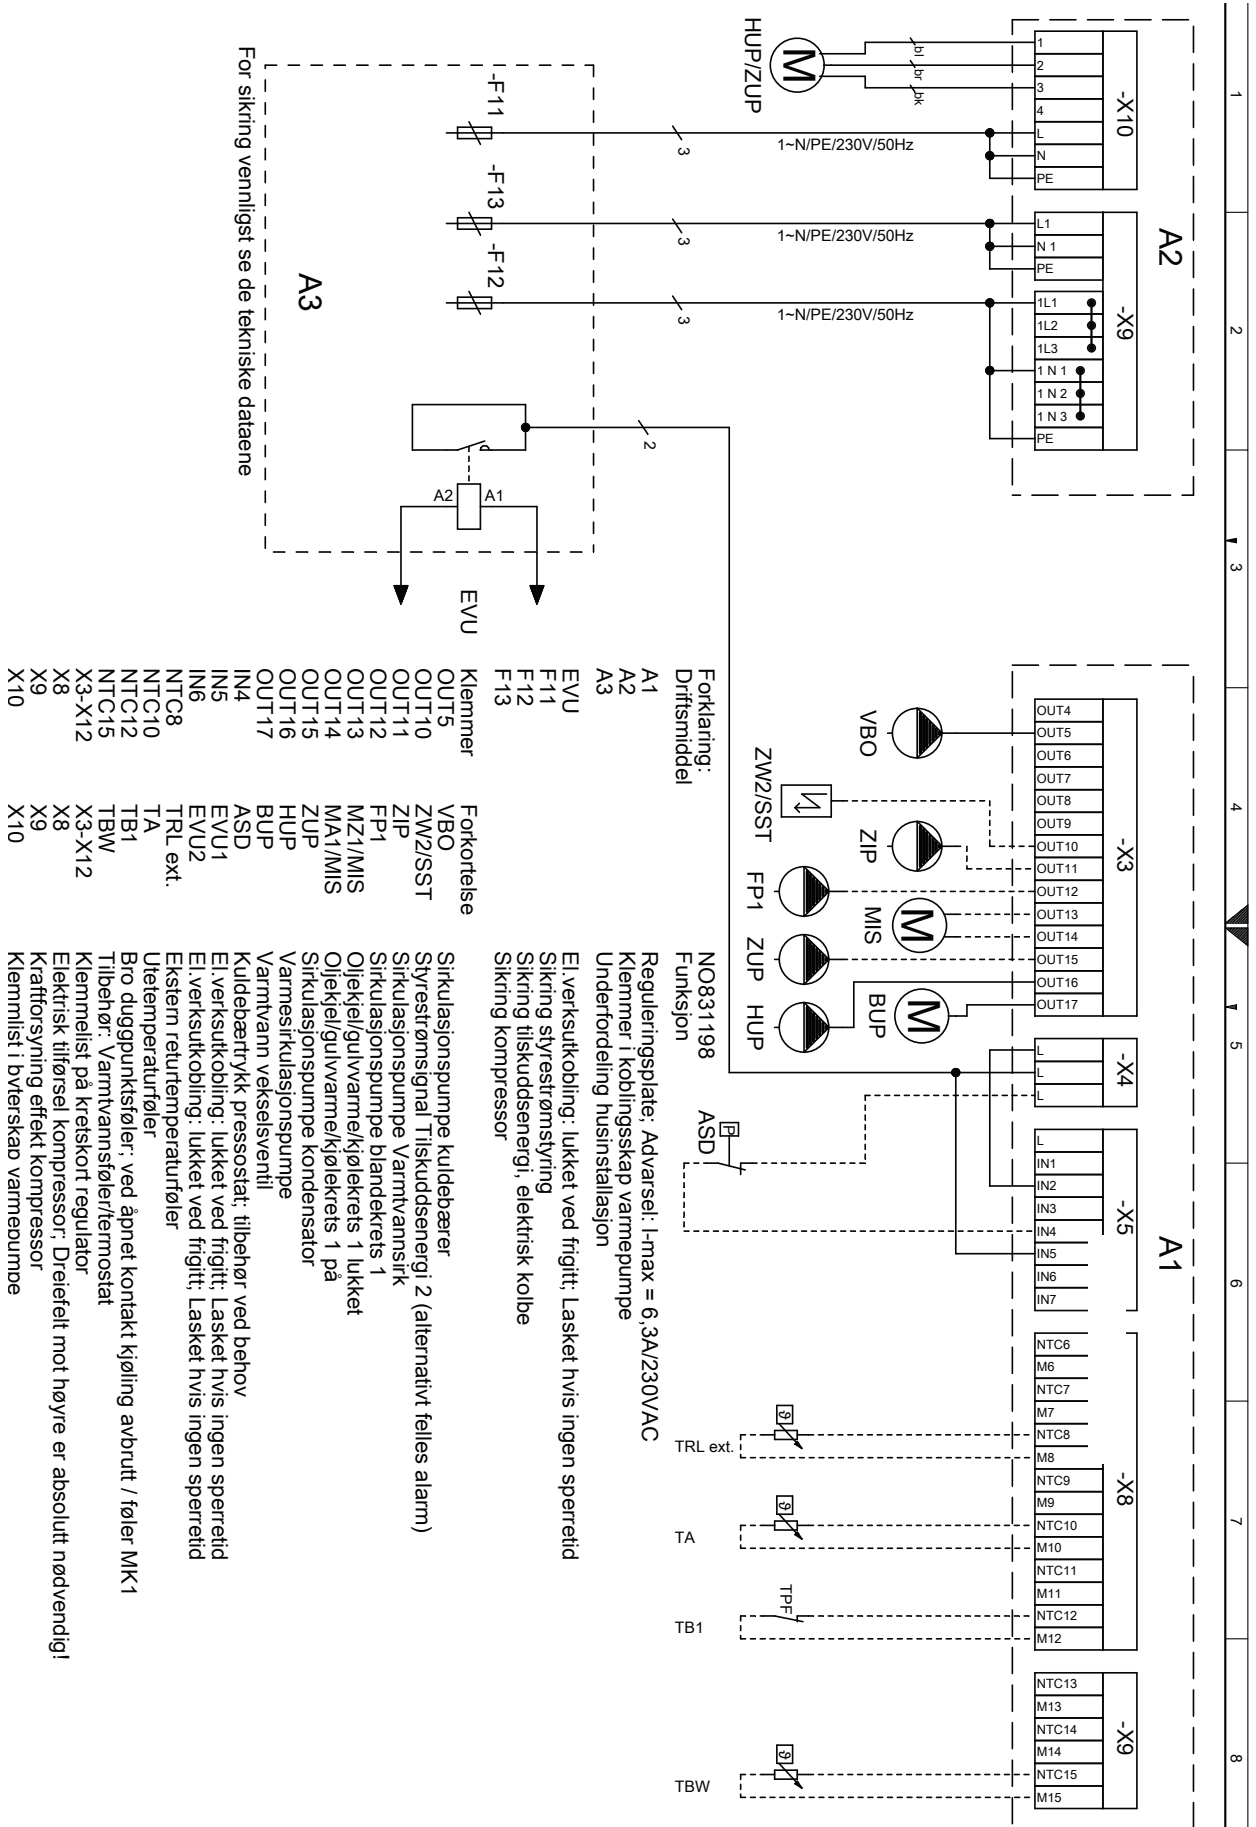 1
2
3
4
5
6
7
8
A2
-X10
1
2
3
4
L
N
PE
-X9
L1
N 1
PE
1L1
1L2
1L3
1 N 1
1 N 2
1 N 3
PE
bl
br
bk
M
HUP/ZUP
1~N/PE/230V/50Hz
1~N/PE/230V/50Hz
1~N/PE/230V/50Hz
3
3
3
2
-F11
-F13
-F12
A3
A2
A1
EVU
For sikring vennligst se de tekniske dataene
A1
-X3
OUT4
OUT5
OUT6
OUT7
OUT8
OUT9
OUT10
OUT11
OUT12
OUT13
OUT14
OUT15
OUT16
OUT17
-X4
L
L
L
-X5
L
IN1
IN2
IN3
IN4
IN5
IN6
IN7
-X8
NTC6
M6
NTC7
M7
NTC8
M8
NTC9
M9
NTC10
M10
NTC11
M11
NTC12
M12
-X9
NTC13
M13
NTC14
M14
NTC15
M15
VBO
ZW2/SST
ZIP
FP1
M
MIS
ZUP
M
BUP
HUP
P
ASD
ϑ
TRL ext.
ϑ
TA
TPF
TB1
ϑ
TBW
Forklaring: NO831198
Driftsmiddel Funksjon
A1 Reguleringsplate; Advarsel: I-max = 6,3A/230VAC
A2 Klemmer i koblingsskap varmepumpe
A3 Underfordeling husinstallasjon
EVU El.verksutkobling: lukket ved frigitt; Lasket hvis ingen sperretid
F11 Sikring styrestrømstyring
F12 Sikring tilskuddsenergi, elektrisk kolbe
F13 Sikring kompressor
Klemmer Forkortelse
OUT5 VBO Sirkulasjonspumpe kuldebærer
OUT10 ZW2/SST Styrestrømsignal Tilskuddsenergi 2 (alternativt felles alarm)
OUT11 ZIP Sirkulasjonspumpe Varmtvannsirk
OUT12 FP1 Sirkulasjonspumpe blandekrets 1
OUT13 MZ1/MIS Oljekjel/gulvvarme/kjølekrets 1 lukket
OUT14 MA1/MIS Oljekjel/gulvvarme/kjølekrets 1 på
OUT15 ZUP Sirkulasjonspumpe kondensator
OUT16 HUP Varmesirkulasjonspumpe
OUT17 BUP Varmtvann vekselsventil
IN4 ASD Kuldebærtrykk pressostat; tilbehør ved behov
IN5 EVU1 El.verksutkobling: lukket ved frigitt; Lasket hvis ingen sperretid
IN6 EVU2 El.verksutkobling: lukket ved frigitt; Lasket hvis ingen sperretid
NTC8 TRL ext. Ekstern returtemperaturføler
NTC10 TA Utetemperaturføler
NTC12 TB1 Bro duggpunktsføler; ved åpnet kontakt kjøling avbrutt / føler MK1
NTC15 TBW Tilbehør: Varmtvannsføler/termostat
X3-X12 X3-X12 Klemmelist på kretskort regulator
X8 X8 Elektrisk tilførsel kompressor; Dreiefelt mot høyre er absolutt nødvendig!
X9 X9 Kraftforsyning effekt kompressor
X10 X10 Klemmlist i byterskap varmepumpe